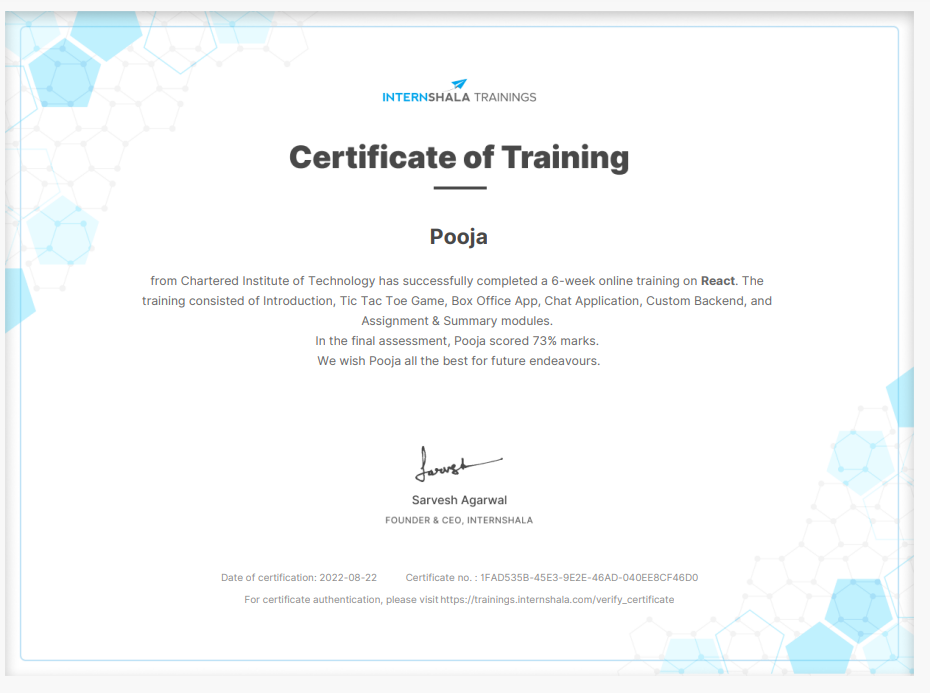 INTERNSHALA TRAININGS
Certificate of Training
Pooja
from Chartered Institute of Technology has successfully completed a 6-week online training on React. The
training consisted of Introduction, Tic Tac Toe Game, Box Office App, Chat Application, Custom Backend, and
Assignment & Summary modules.
In the final assessment, Pooja scored 73% marks.
We wish Pooja all the best for future endeavours.
Sarvesh
Sarvesh Agarwal
FOUNDER & CEO, INTERNSHALA
Date of certification: 2022-08-22 Certificate no. : 1FAD535B-45E3-9E2E-46AD-040EE8CF46D0
For certificate authentication, please visit https://trainings.internshala.com/verify_certificate